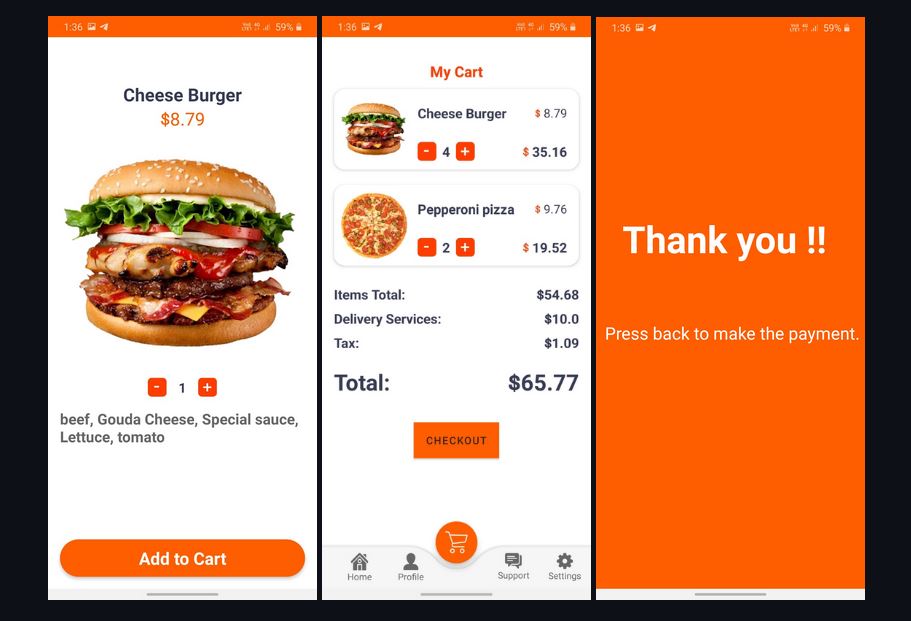 1:36 59%
Cheese Burger
$8.79
- 1 +
beef, Gouda Cheese, Special sauce,
Lettuce, tomato
Add to Cart
1:36 59%
My Cart
Cheese Burger $ 8.79
- 4 + $ 35.16
Pepperoni pizza $ 9.76
- 2 + $ 19.52
Items Total: $54.68
Delivery Services: $10.0
Tax: $1.09
Total: $65.77
CHECKOUT
Home Profile Support Settings
1:36 59%
Thank you !!
Press back to make the payment.